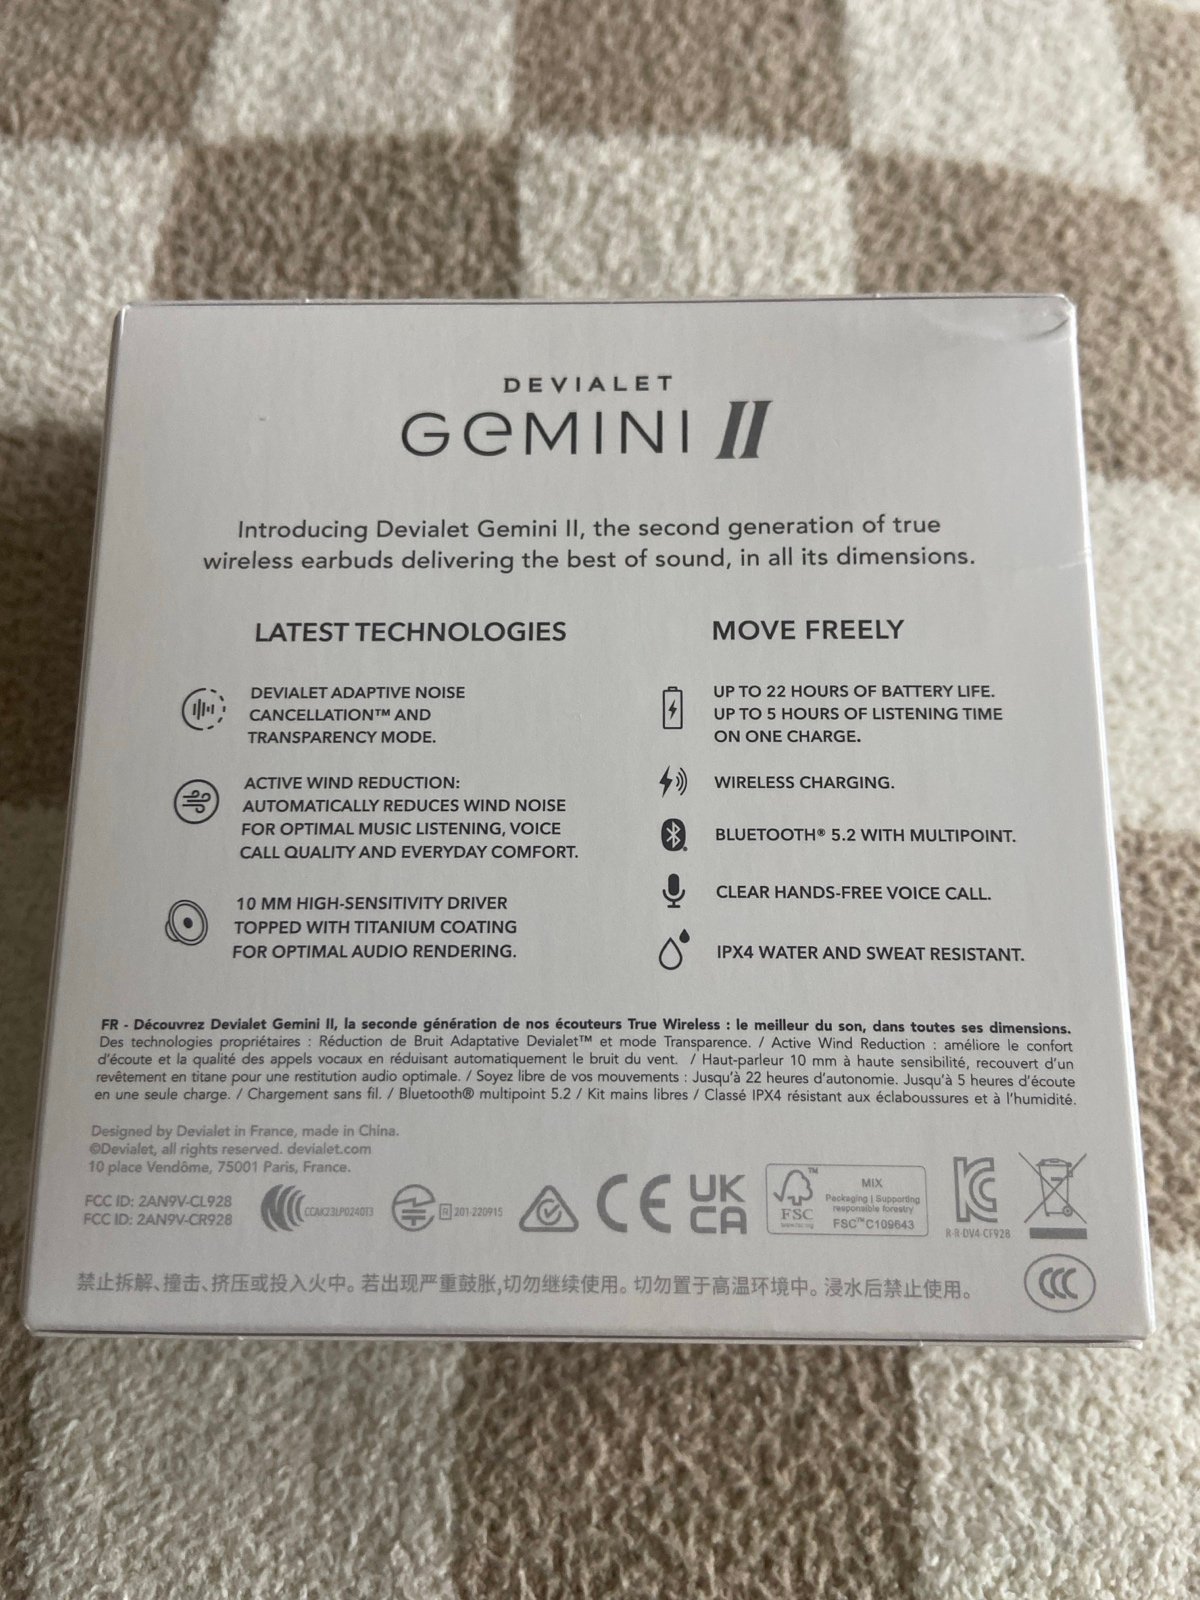 DEVIALET
GEMINI II
Introducing Devialet Gemini II, the second generation of true
wireless earbuds delivering the best of sound, in all its dimensions.
LATEST TECHNOLOGIES
DEVIALET ADAPTIVE NOISE
CANCELLATION™ AND
TRANSPARENCY MODE.
ACTIVE WIND REDUCTION:
AUTOMATICALLY REDUCES WIND NOISE
FOR OPTIMAL MUSIC LISTENING, VOICE
CALL QUALITY AND EVERYDAY COMFORT.
10 MM HIGH-SENSITIVITY DRIVER
TOPPED WITH TITANIUM COATING
FOR OPTIMAL AUDIO RENDERING.
MOVE FREELY
UP TO 22 HOURS OF BATTERY LIFE.
UP TO 5 HOURS OF LISTENING TIME
ON ONE CHARGE.
WIRELESS CHARGING.
BLUETOOTH® 5.2 WITH MULTIPOINT.
CLEAR HANDS-FREE VOICE CALL.
IPX4 WATER AND SWEAT RESISTANT.
FR - Découvrez Devialet Gemini II, la seconde génération de nos écouteurs True Wireless : le meilleur du son, dans toutes ses dimensions.
Des technologies propriétaires : Réduction de Bruit Adaptative Devialet™ et mode Transparence. / Active Wind Reduction : améliore le confort
d'écoute et la qualité des appels vocaux en réduisant automatiquement le bruit du vent. / Haut-parleur 10 mm à haute sensibilité, recouvert d'un
revêtement en titane pour une restitution audio optimale. / Soyez libre de vos mouvements : Jusqu'à 22 heures d'autonomie. Jusqu'à 5 heures d'écoute
en une seule charge. / Chargement sans fil. / Bluetooth® multipoint 5.2 / Kit mains libres / Classé IPX4 résistant aux éclaboussures et à l'humidité.
Designed by Devialet in France, made in China.
©Devialet, all rights reserved. devialet.com
10 place Vendôme, 75001 Paris, France.
FCC ID: 2AN9V-CL928
FCC ID: 2AN9V-CR928
CCAK23LP0240T3
R 201-220915
CE
UK
CA
FSC™
www.fsc.org
MIX
Packaging | Supporting
responsible forestry
FSC™ C109643
R-R-DV4-CF928
禁止拆解、撞击、挤压或投入火中。若出现严重鼓胀,切勿继续使用。切勿置于高温环境中。浸水后禁止使用。
CCC